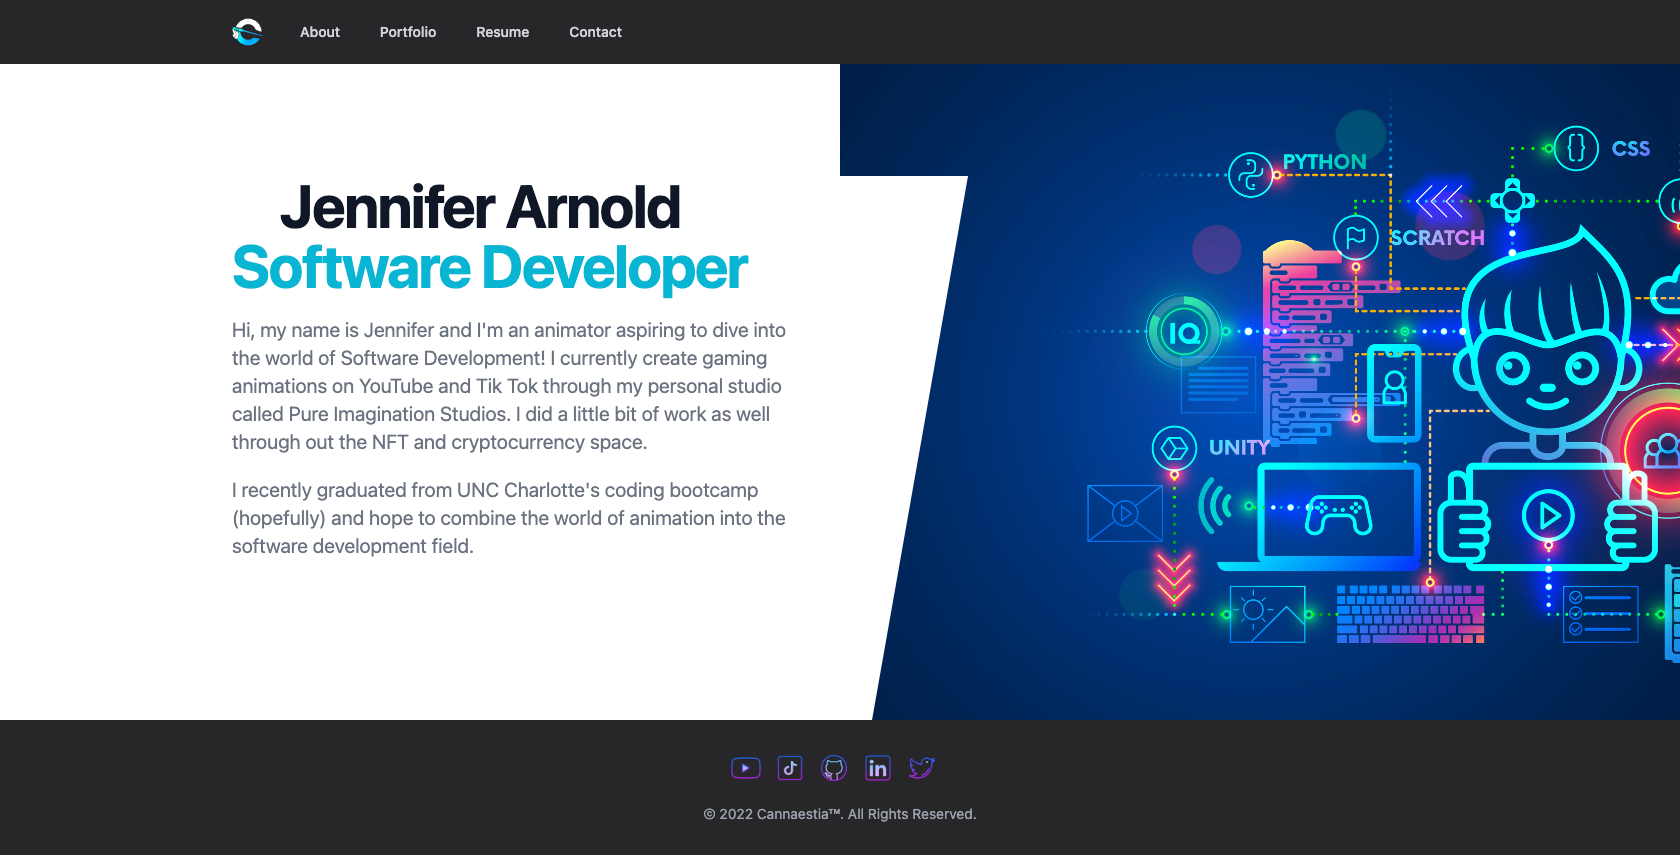 About
Portfolio
Resume
Contact
Jennifer Arnold
Software Developer
Hi, my name is Jennifer and I'm an animator aspiring to dive into
the world of Software Development! I currently create gaming
animations on YouTube and Tik Tok through my personal studio
called Pure Imagination Studios. I did a little bit of work as well
through out the NFT and cryptocurrency space.
I recently graduated from UNC Charlotte's coding bootcamp
(hopefully) and hope to combine the world of animation into the
software development field.
PYTHON
CSS
SCRATCH
IQ
UNITY
in
© 2022 Cannaestia™. All Rights Reserved.